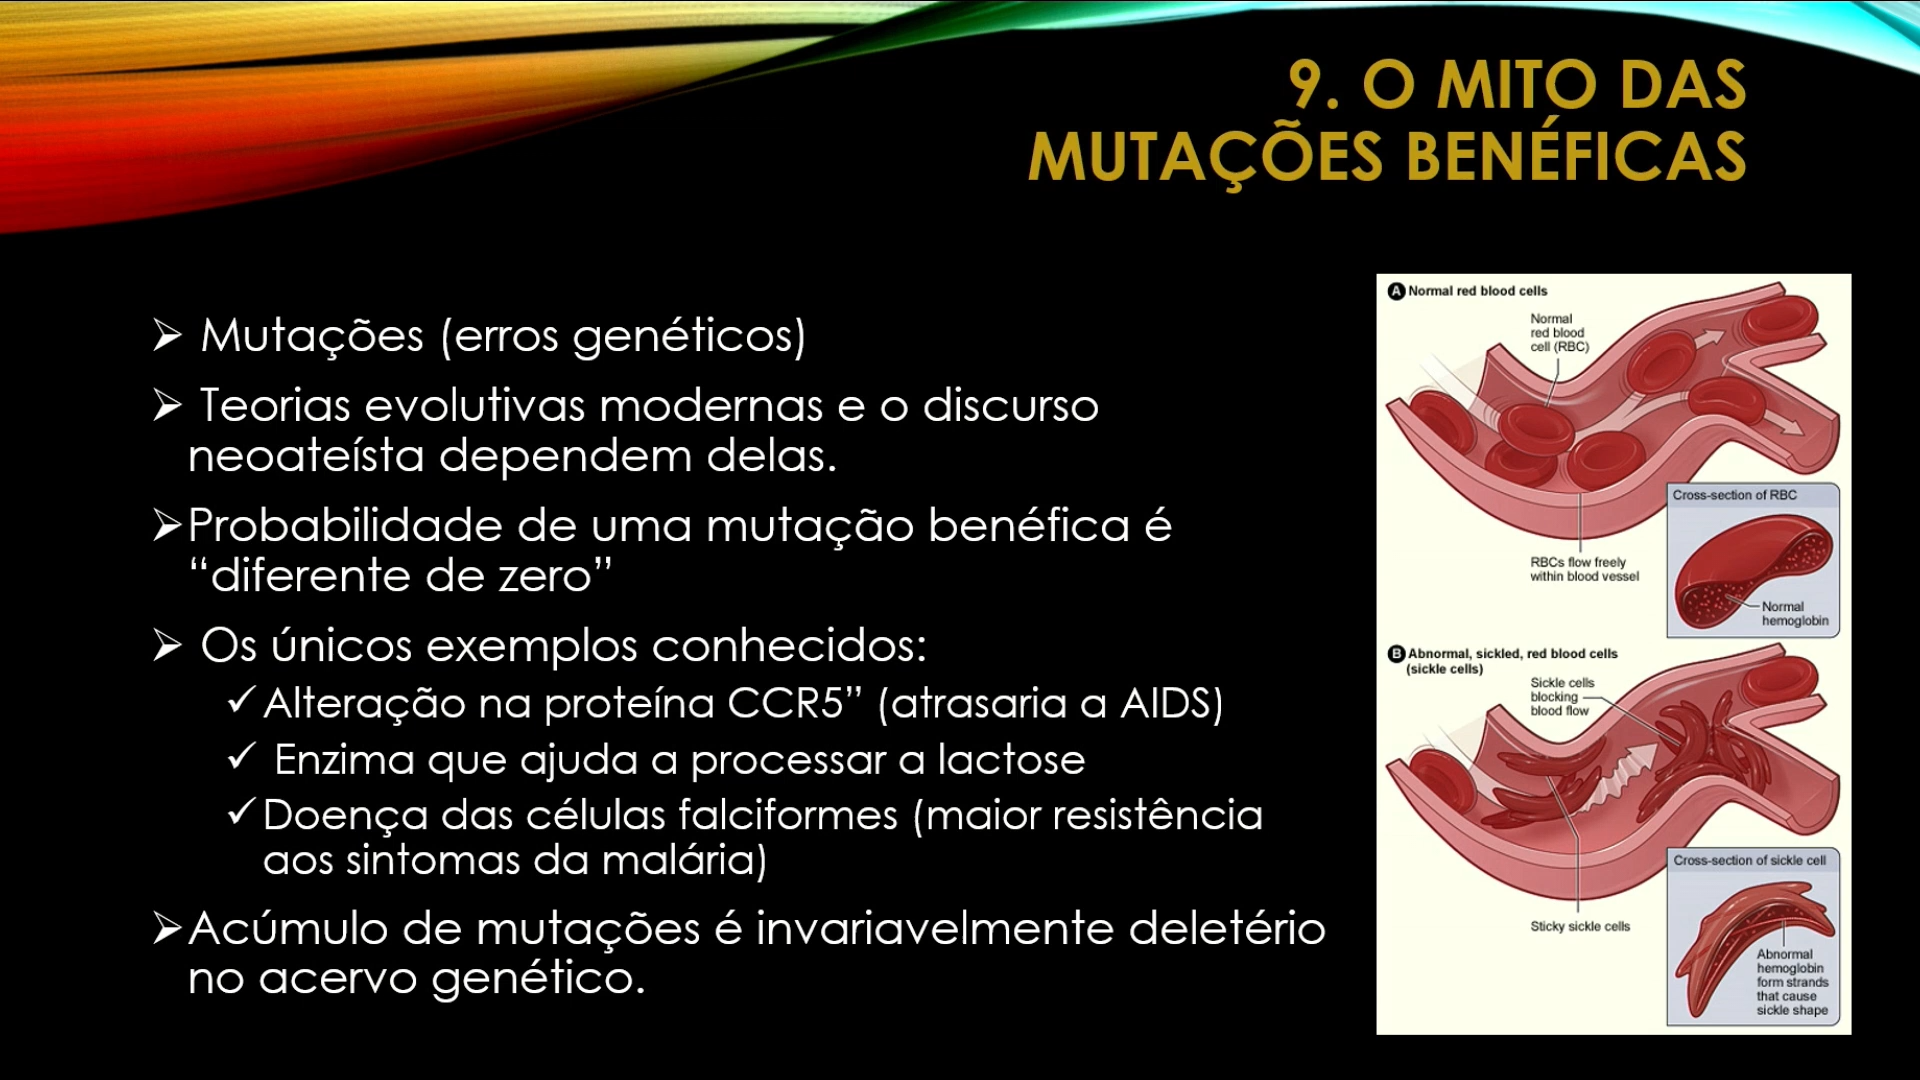 9. O MITO DAS
MUTAÇÕES BENÉFICAS
➢ Mutações (erros genéticos)
➢ Teorias evolutivas modernas e o discurso
neoateísta dependem delas.
➢Probabilidade de uma mutação benéfica é
“diferente de zero”
➢ Os únicos exemplos conhecidos:
✓Alteração na proteína CCR5” (atrasaria a AIDS)
✓ Enzima que ajuda a processar a lactose
✓Doença das células falciformes (maior resistência
aos sintomas da malária)
➢Acúmulo de mutações é invariavelmente deletério
no acervo genético.
A Normal red blood cells
Normal
red blood
cell (RBC)
Cross-section of RBC
RBCs flow freely
within blood vessel
Normal
hemoglobin
B Abnormal, sickled, red blood cells
(sickle cells)
Sickle cells
blocking
blood flow
Cross-section of sickle cell
Sticky sickle cells
Abnormal
hemoglobin
form strands
that cause
sickle shape